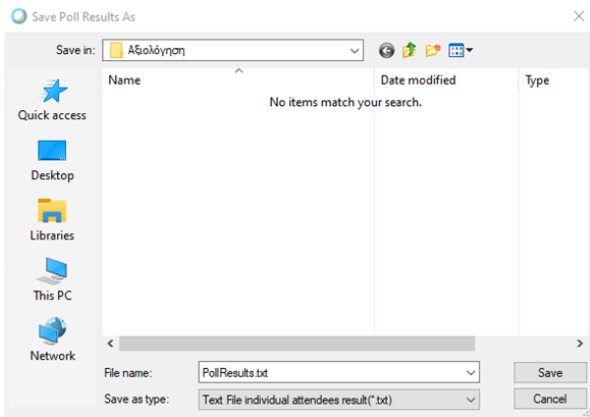 Save Poll Results As
Save in: Αξιολόγηση
Name Date modified Type
No items match your search.
Quick access
Desktop
Libraries
This PC
Network
File name: PollResults.txt Save
Save as type: Text File individual attendees result(*.txt) Cancel